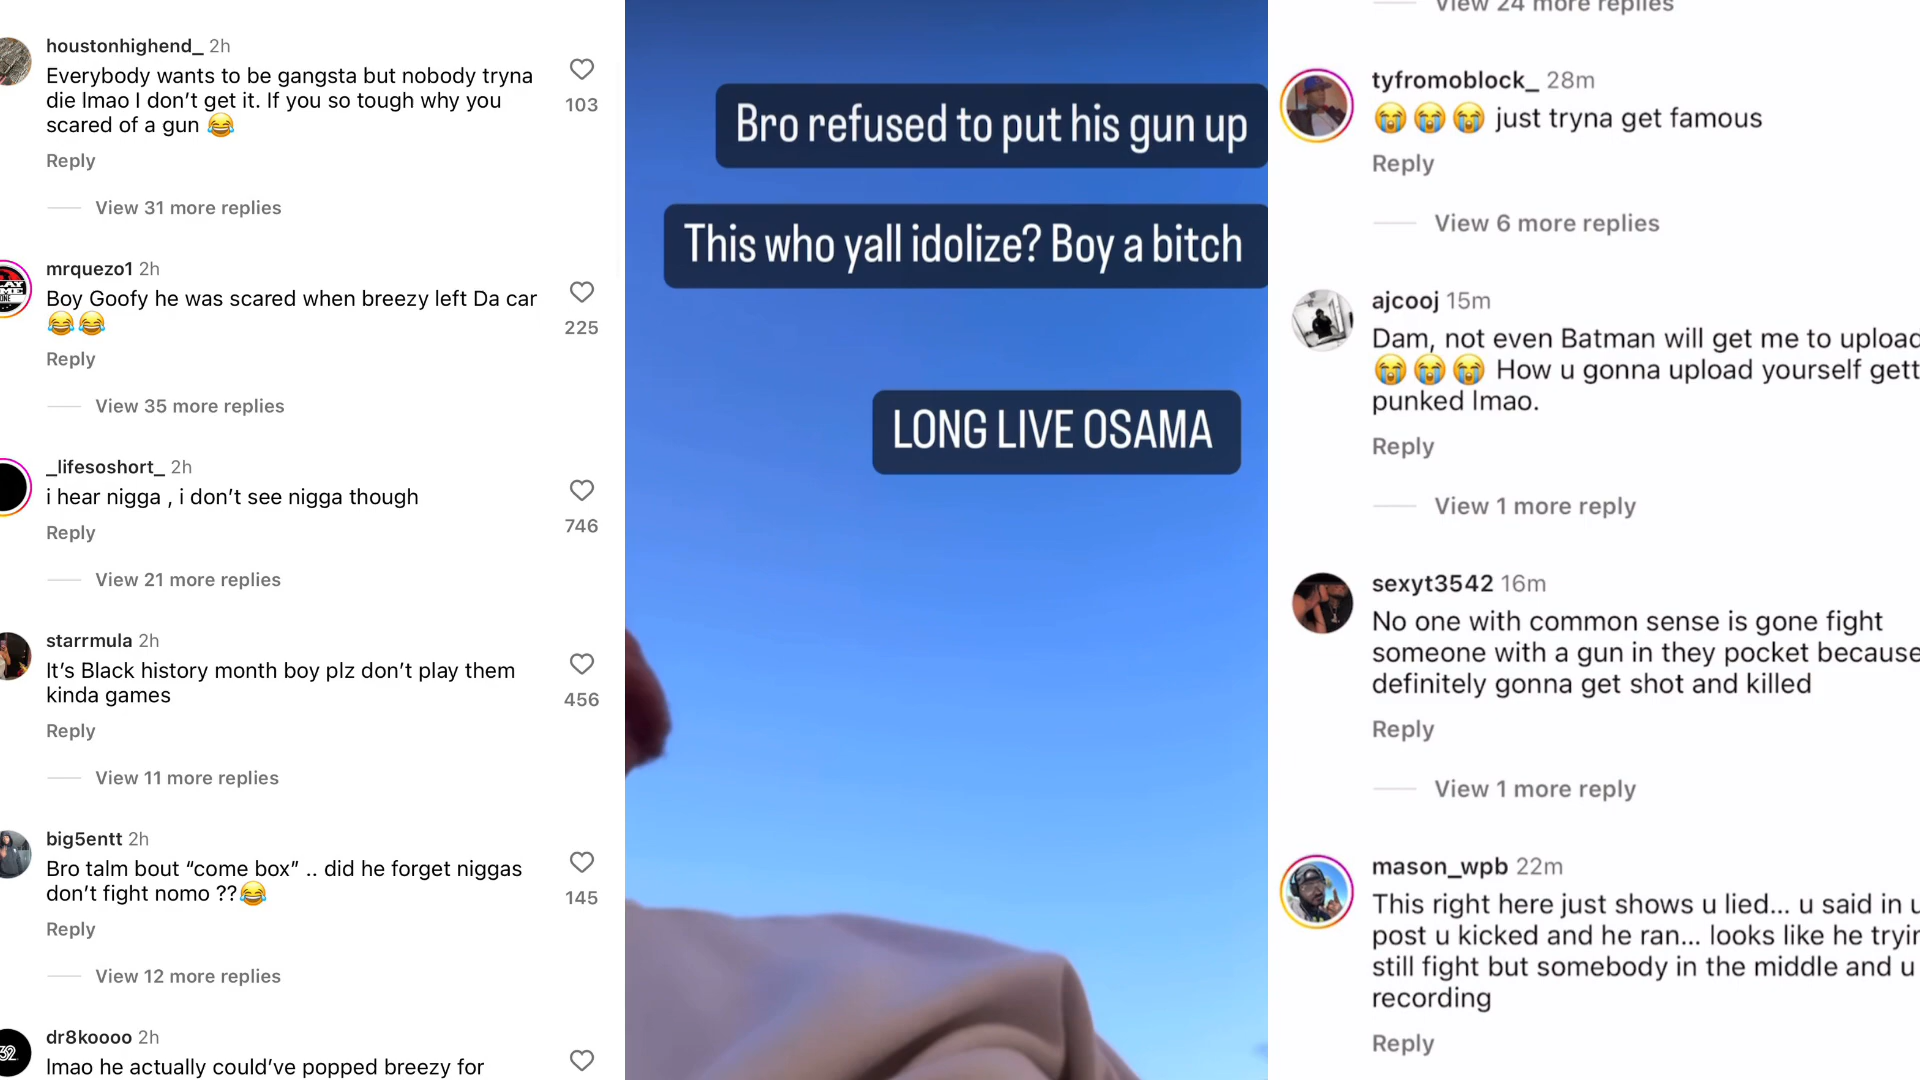 houstonhighend_ 2h
Everybody wants to be gangsta but nobody tryna
die lmao I don't get it. If you so tough why you
scared of a gun 😂
103
Reply
View 31 more replies
mrquezo1 2h
Boy Goofy he was scared when breezy left Da car
😂😂
225
Reply
View 35 more replies
_lifesoshort_ 2h
i hear nigga , i don't see nigga though
746
Reply
View 21 more replies
starrmula 2h
It's Black history month boy plz don't play them
kinda games
456
Reply
View 11 more replies
big5entt 2h
Bro talm bout “come box” .. did he forget niggas
don't fight nomo ??😂
145
Reply
View 12 more replies
dr8koooo 2h
lmao he actually could've popped breezy for
Bro refused to put his gun up
This who yall idolize? Boy a bitch
LONG LIVE OSAMA
View 24 more replies
tyfromoblock_ 28m
😭😭😭 just tryna get famous
Reply
View 6 more replies
ajcooj 15m
Dam, not even Batman will get me to upload
😭😭😭 How u gonna upload yourself gett
punked lmao.
Reply
View 1 more reply
sexyt3542 16m
No one with common sense is gone fight
someone with a gun in they pocket because
definitely gonna get shot and killed
Reply
View 1 more reply
mason_wpb 22m
This right here just shows u lied... u said in u
post u kicked and he ran... looks like he tryin
still fight but somebody in the middle and u
recording
Reply